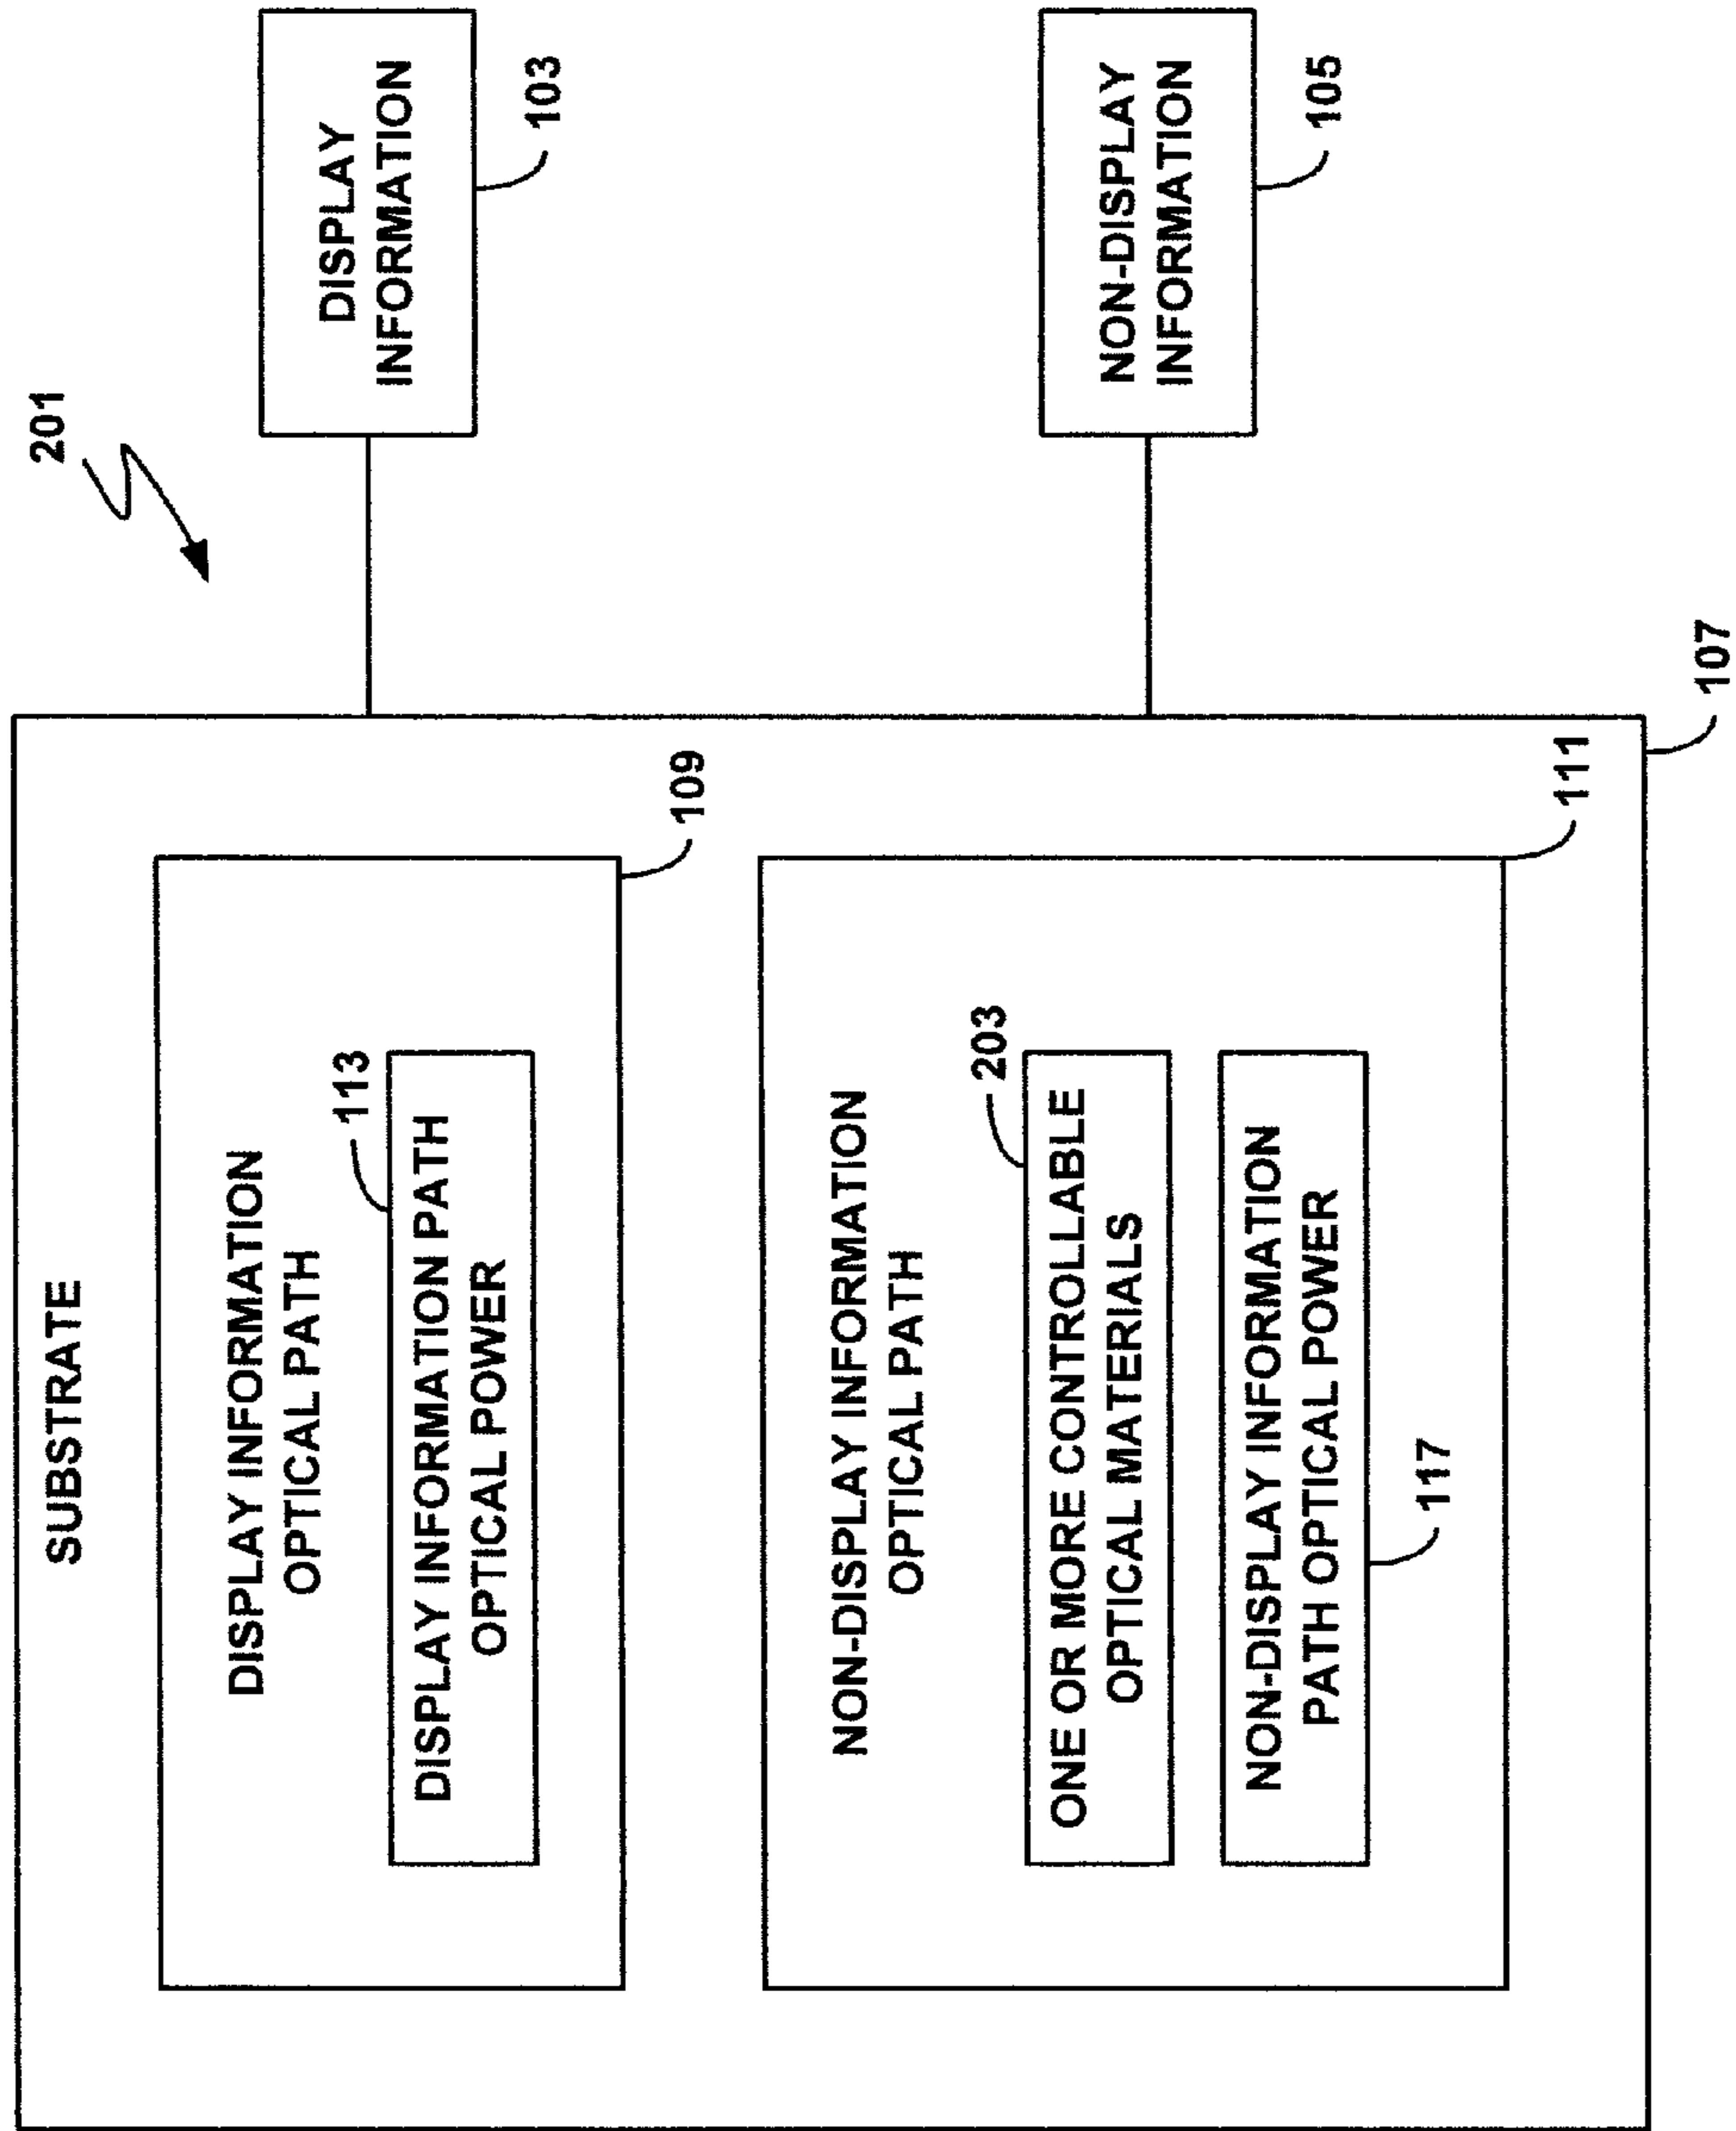 201
SUBSTRATE
DISPLAY INFORMATION
OPTICAL PATH
113
DISPLAY INFORMATION PATH
OPTICAL POWER
109
DISPLAY
INFORMATION
103
NON-DISPLAY INFORMATION
OPTICAL PATH
203
ONE OR MORE CONTROLLABLE
OPTICAL MATERIALS
NON-DISPLAY INFORMATION
PATH OPTICAL POWER
117
111
107
NON-DISPLAY
INFORMATION
105